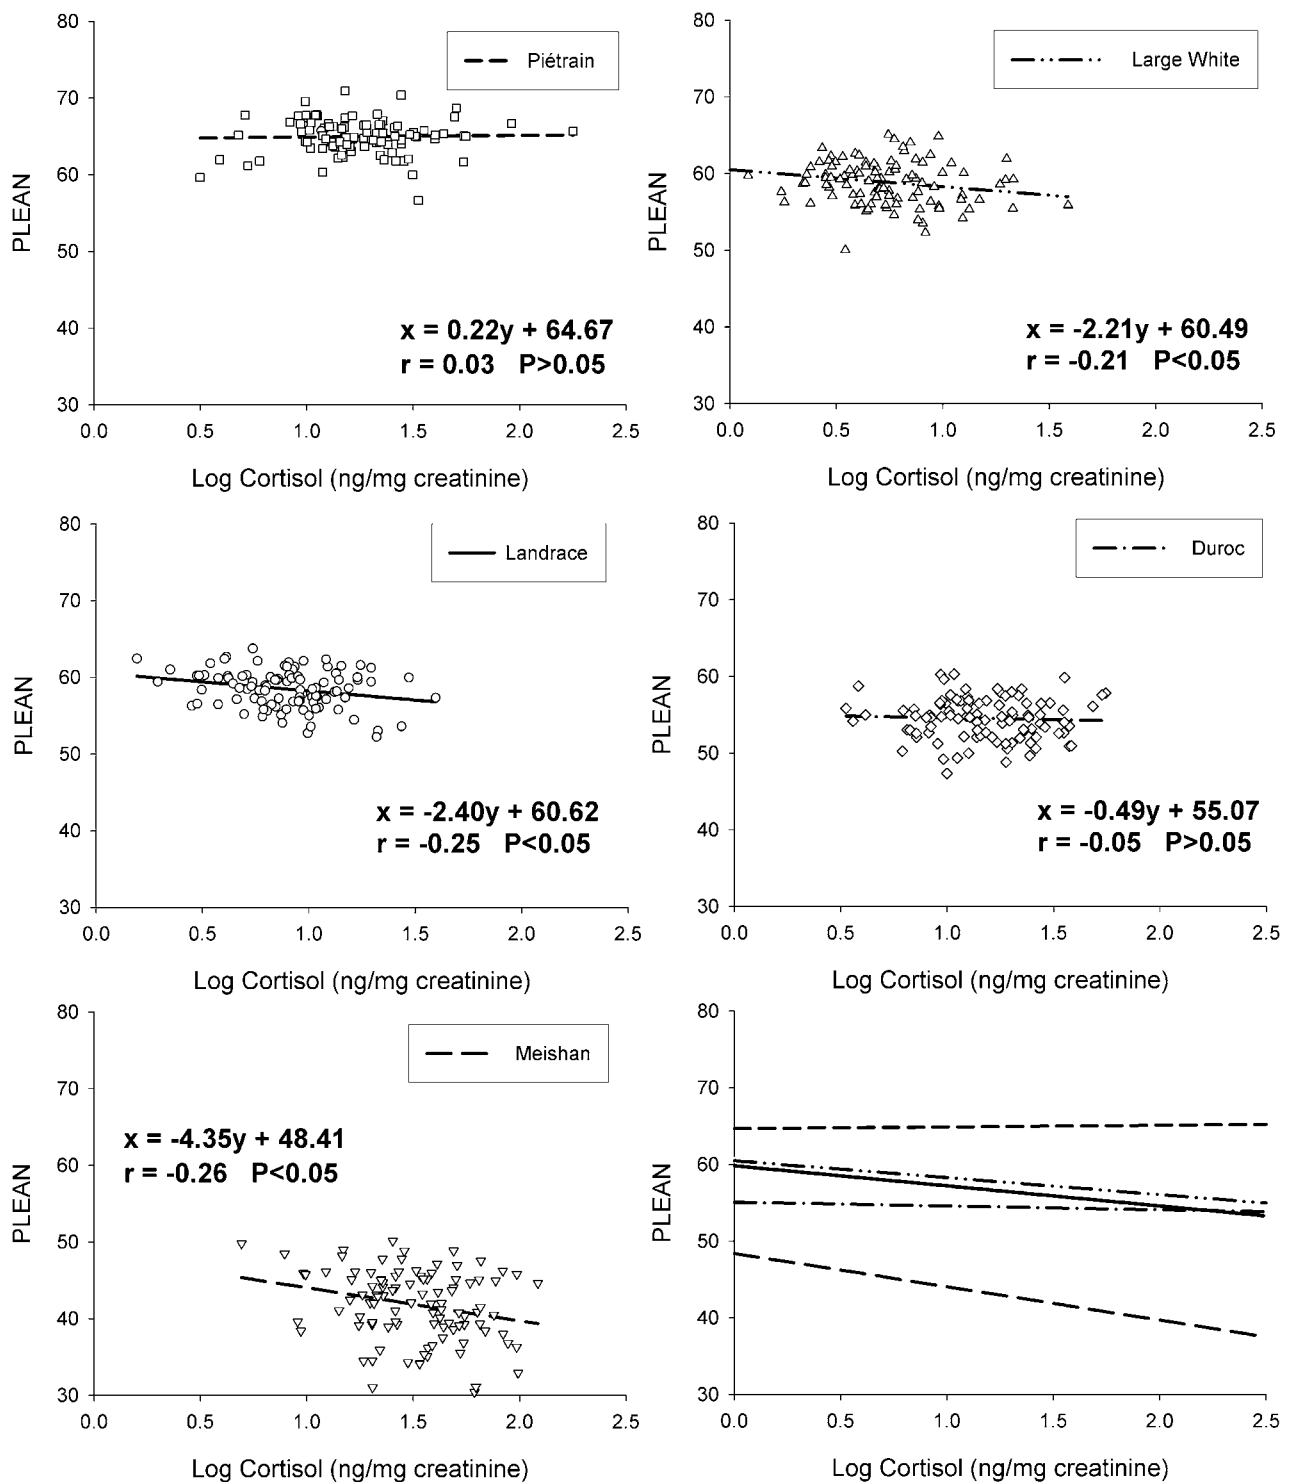 80
70
60
50
40
30
PLEAN
Piétrain
x = 0.22y + 64.67
r = 0.03 P>0.05
0.0 0.5 1.0 1.5 2.0 2.5
Log Cortisol (ng/mg creatinine)
80
70
60
50
40
30
PLEAN
Large White
x = -2.21y + 60.49
r = -0.21 P<0.05
0.0 0.5 1.0 1.5 2.0 2.5
Log Cortisol (ng/mg creatinine)
80
70
60
50
40
30
PLEAN
Landrace
x = -2.40y + 60.62
r = -0.25 P<0.05
0.0 0.5 1.0 1.5 2.0 2.5
Log Cortisol (ng/mg creatinine)
80
70
60
50
40
30
PLEAN
Duroc
x = -0.49y + 55.07
r = -0.05 P>0.05
0.0 0.5 1.0 1.5 2.0 2.5
Log Cortisol (ng/mg creatinine)
80
70
60
50
40
30
PLEAN
Meishan
x = -4.35y + 48.41
r = -0.26 P<0.05
0.0 0.5 1.0 1.5 2.0 2.5
Log Cortisol (ng/mg creatinine)
80
70
60
50
40
30
PLEAN
0.0 0.5 1.0 1.5 2.0 2.5
Log Cortisol (ng/mg creatinine)